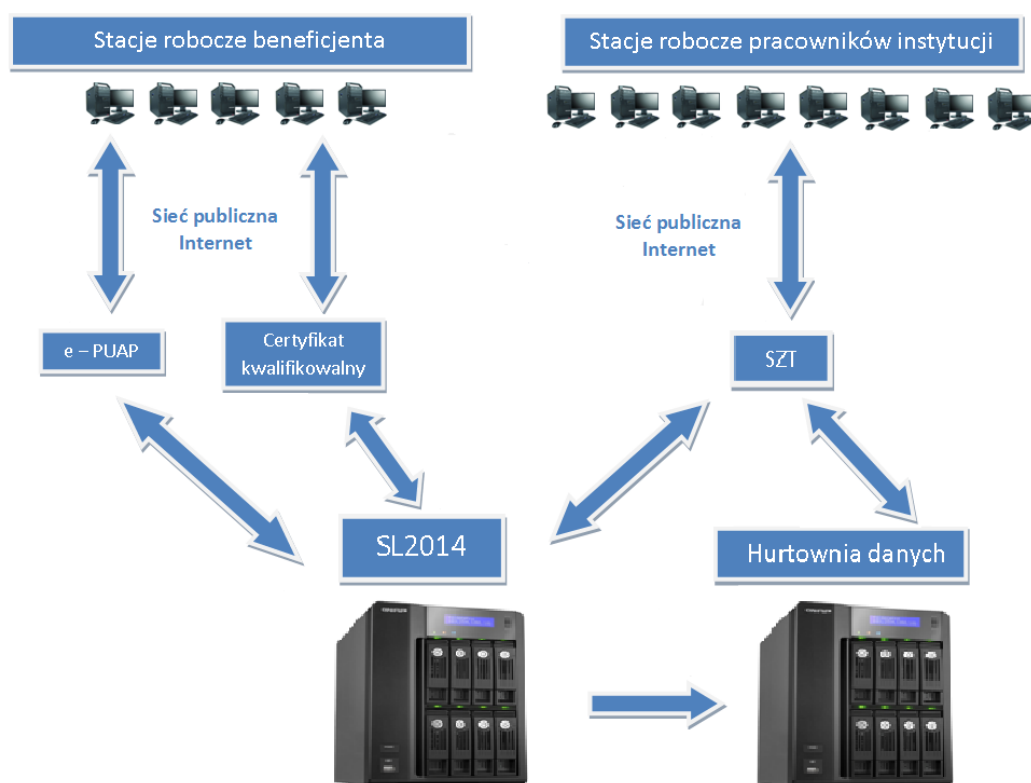 Stacje robocze beneficjenta
Stacje robocze pracowników instytucji
Sieć publiczna
Internet
Sieć publiczna
Internet
e – PUAP
Certyfikat
kwalifikowalny
SZT
SL2014
Hurtownia danych